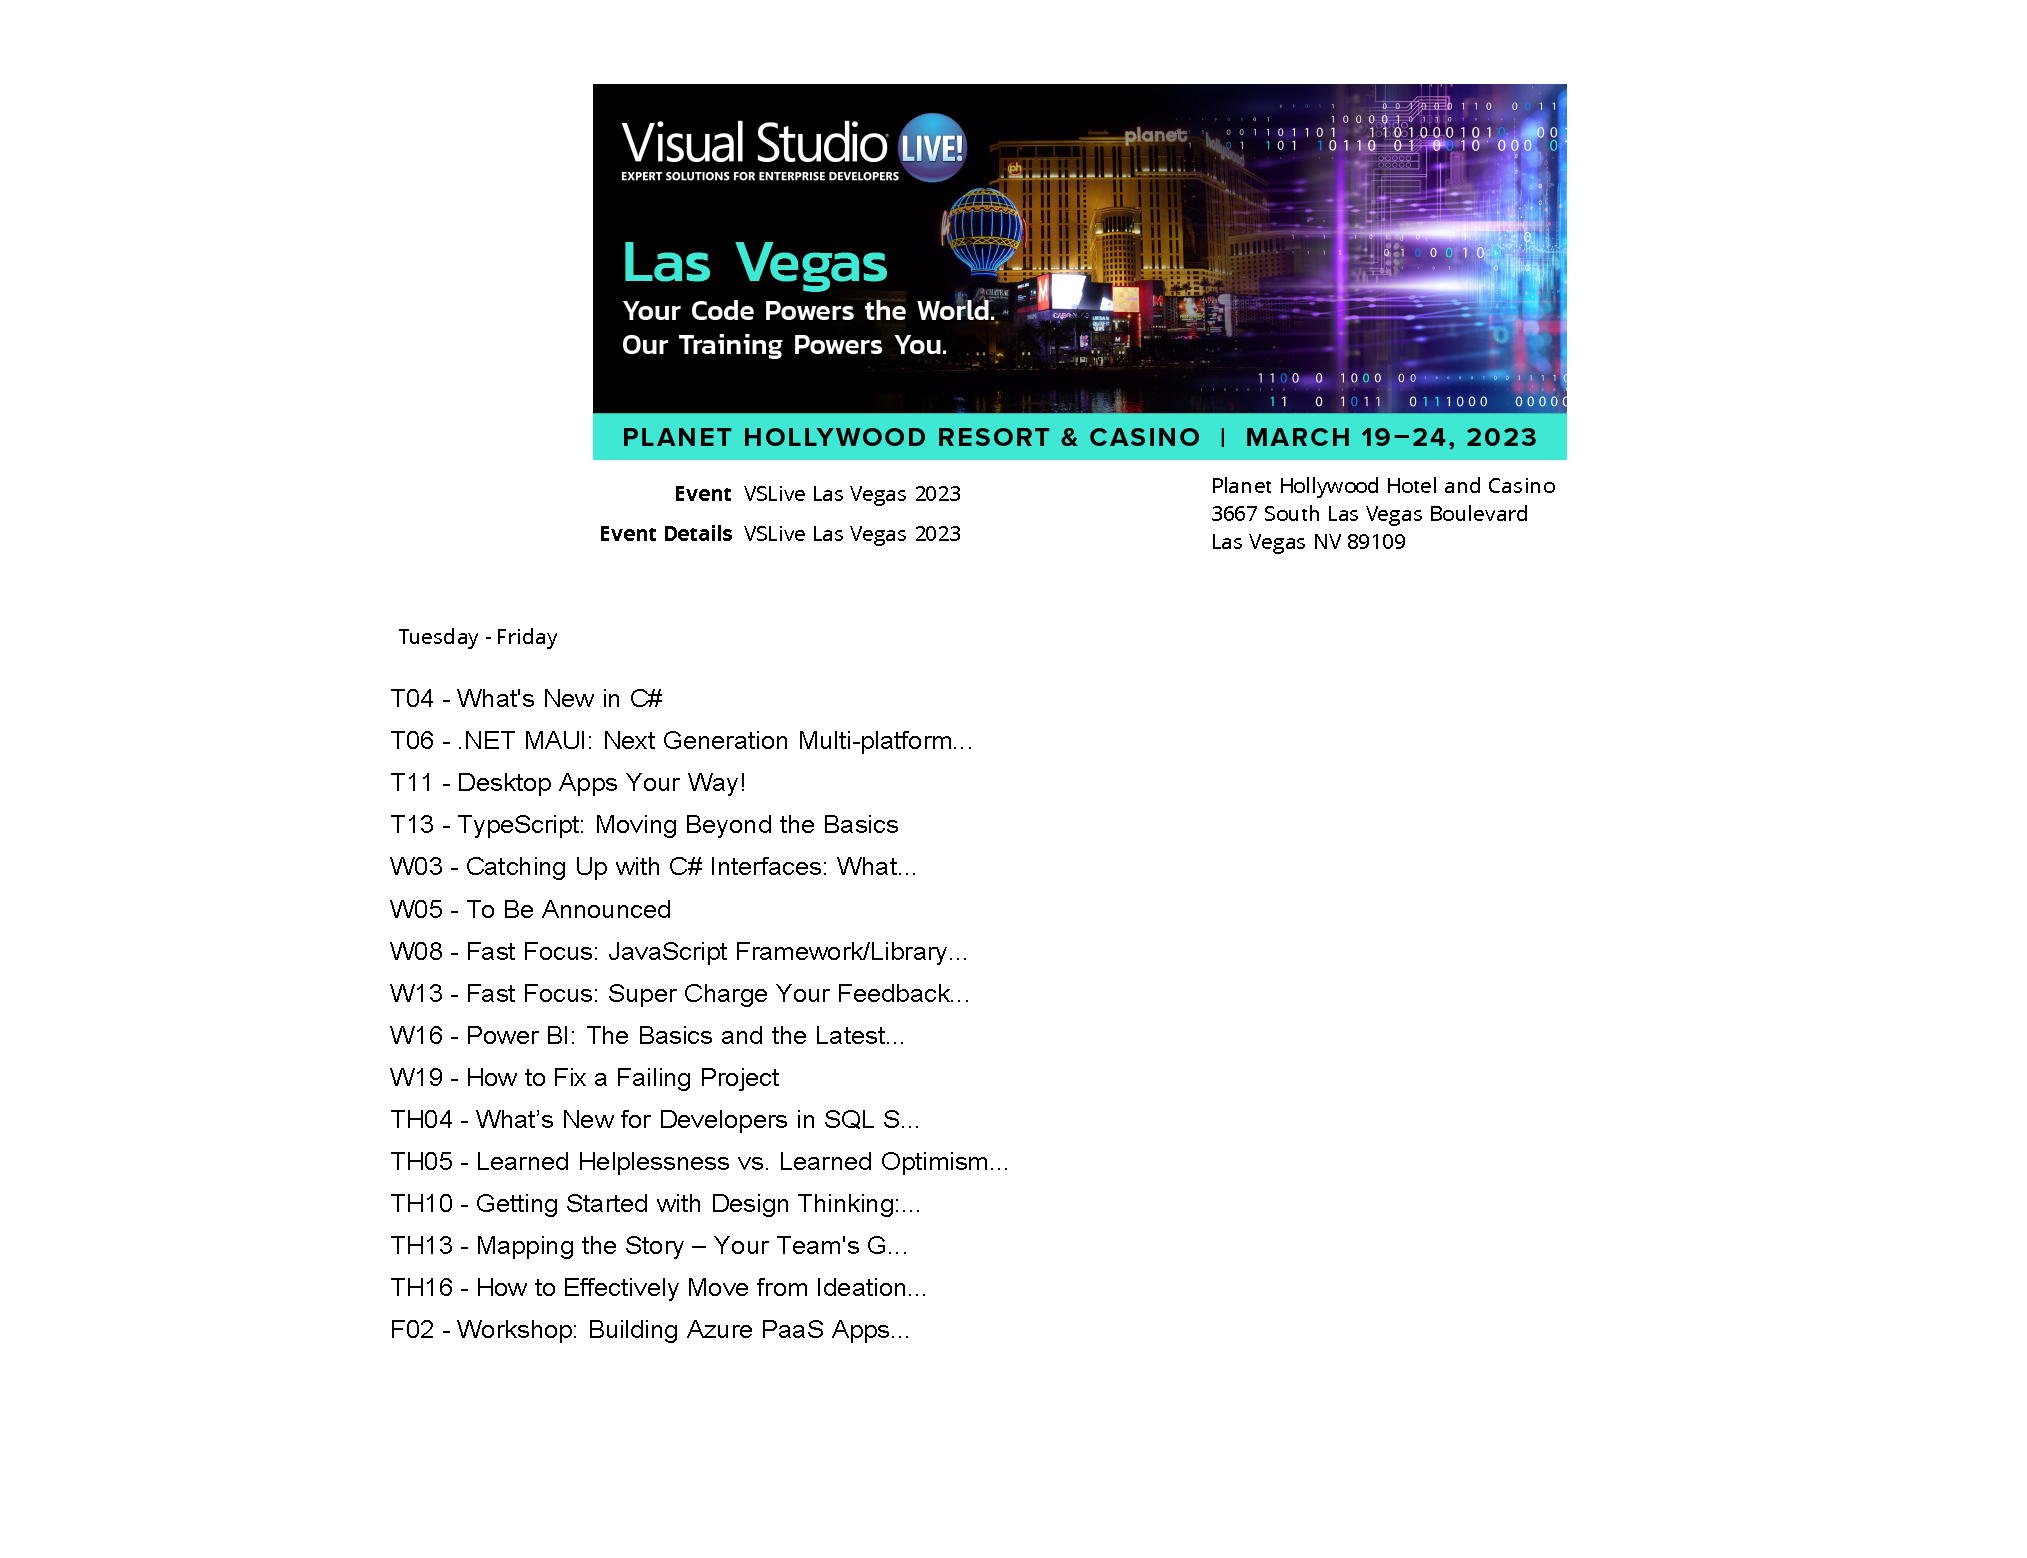 Visual Studio LIVE!
EXPERT SOLUTIONS FOR ENTERPRISE DEVELOPERS
planet
ph
Las Vegas
Your Code Powers the World.
Our Training Powers You.
PLANET HOLLYWOOD RESORT & CASINO | MARCH 19–24, 2023
Event VSLive Las Vegas 2023
Event Details VSLive Las Vegas 2023
Planet Hollywood Hotel and Casino
3667 South Las Vegas Boulevard
Las Vegas NV 89109
Tuesday - Friday
T04 - What's New in C#
T06 - .NET MAUI: Next Generation Multi-platform...
T11 - Desktop Apps Your Way!
T13 - TypeScript: Moving Beyond the Basics
W03 - Catching Up with C# Interfaces: What...
W05 - To Be Announced
W08 - Fast Focus: JavaScript Framework/Library...
W13 - Fast Focus: Super Charge Your Feedback...
W16 - Power BI: The Basics and the Latest...
W19 - How to Fix a Failing Project
TH04 - What’s New for Developers in SQL S...
TH05 - Learned Helplessness vs. Learned Optimism...
TH10 - Getting Started with Design Thinking:...
TH13 - Mapping the Story – Your Team's G...
TH16 - How to Effectively Move from Ideation...
F02 - Workshop: Building Azure PaaS Apps...